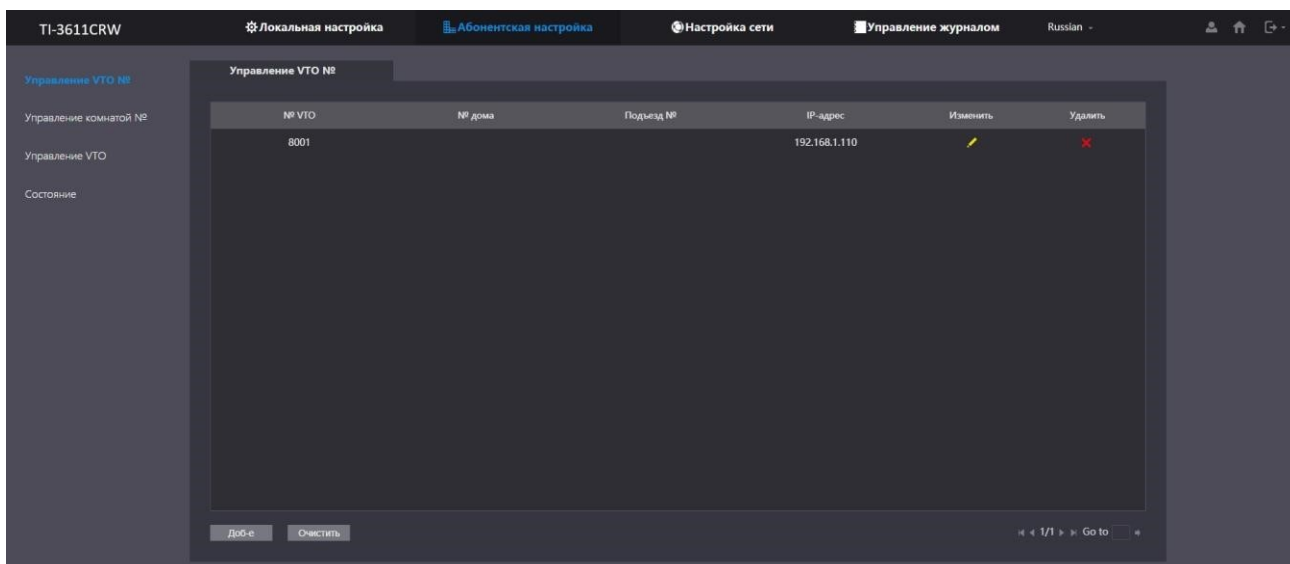 TI-3611CRW Локальная настройка Абонентская настройка Настройка сети Управление журналом Russian
Управление VTO №
Управление комнатой №
Управление VTO
Состояние
Управление VTO №
№ VTO № дома Подъезд № IP-адрес Изменить Удалить
8001 192.168.1.110
Доб-е Очистить 1/1 Go to